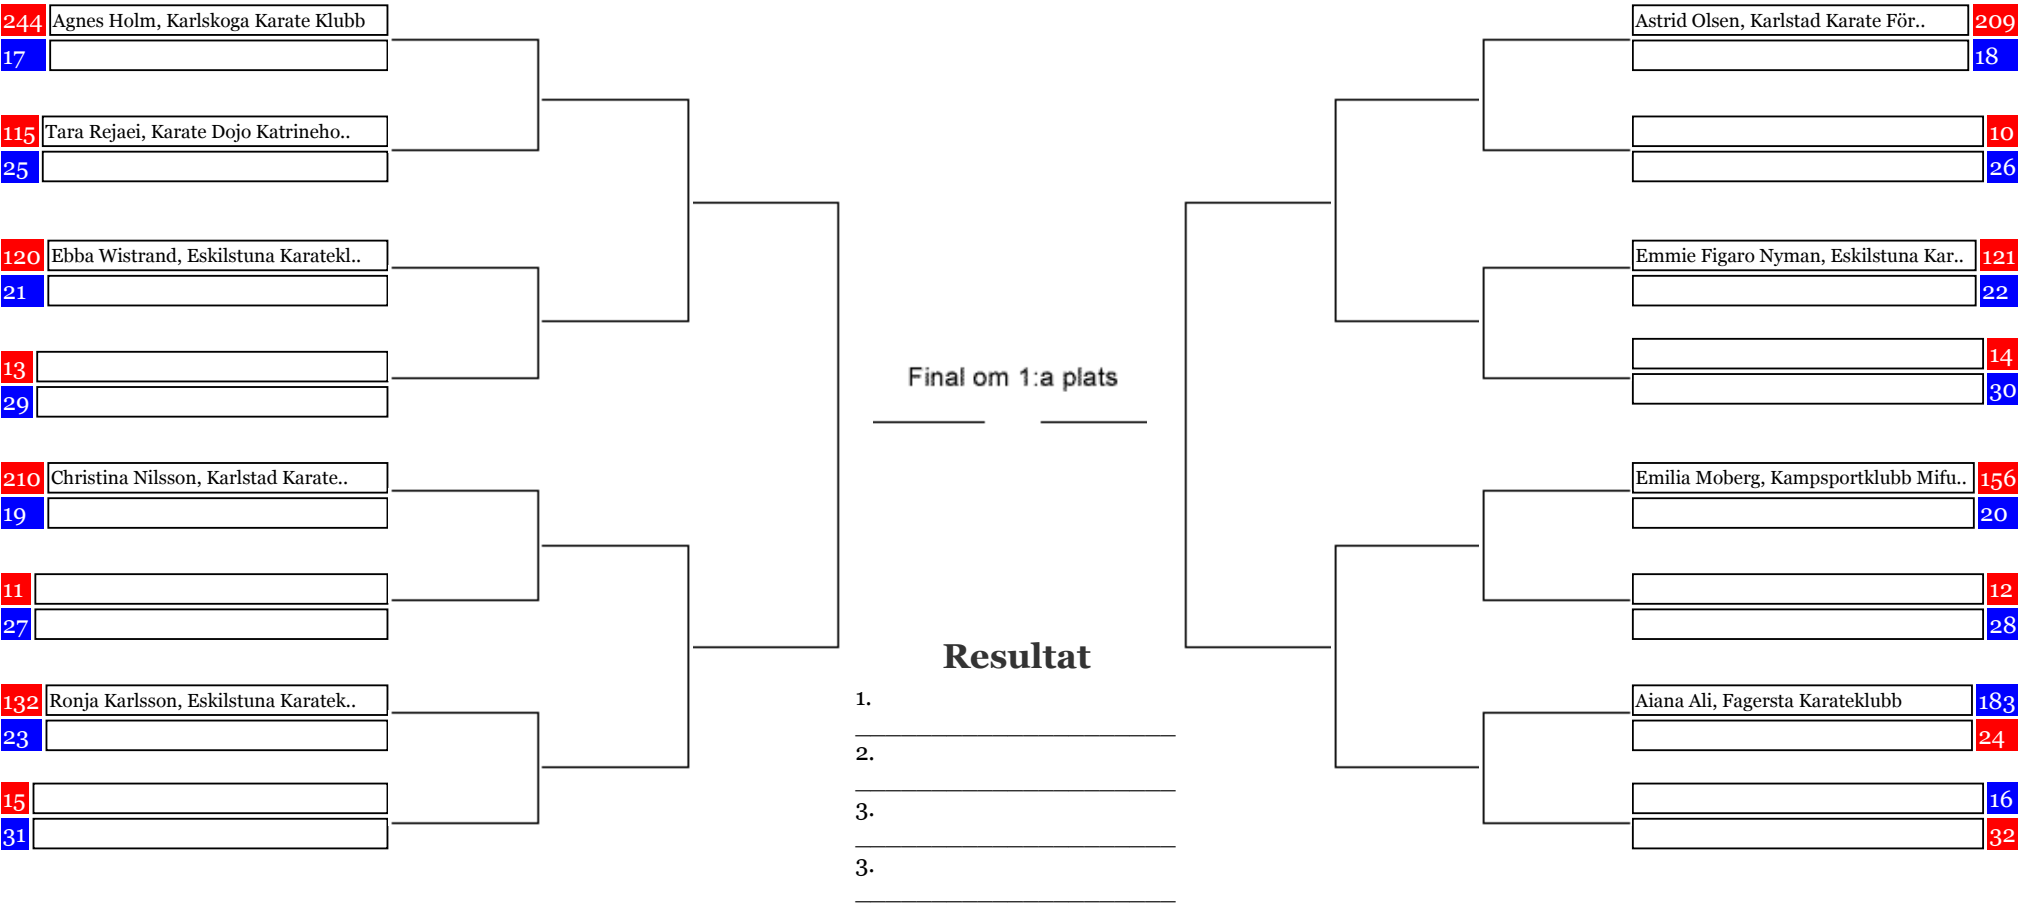 244 Agnes Holm, Karlskoga Karate Klubb
17
115 Tara Rejaei, Karate Dojo Katrineho..
25
120 Ebba Wistrand, Eskilstuna Karatekl..
21
13
29
210 Christina Nilsson, Karlstad Karate..
19
11
27
132 Ronja Karlsson, Eskilstuna Karatek..
23
15
31
Final om 1:a plats
Resultat
1.
2.
3.
3.
Astrid Olsen, Karlstad Karate För.. 209
18
10
26
Emmie Figaro Nyman, Eskilstuna Kar.. 121
22
14
30
Emilia Moberg, Kampsportklubb Mifu.. 156
20
12
28
Aiana Ali, Fagersta Karateklubb 183
24
16
32